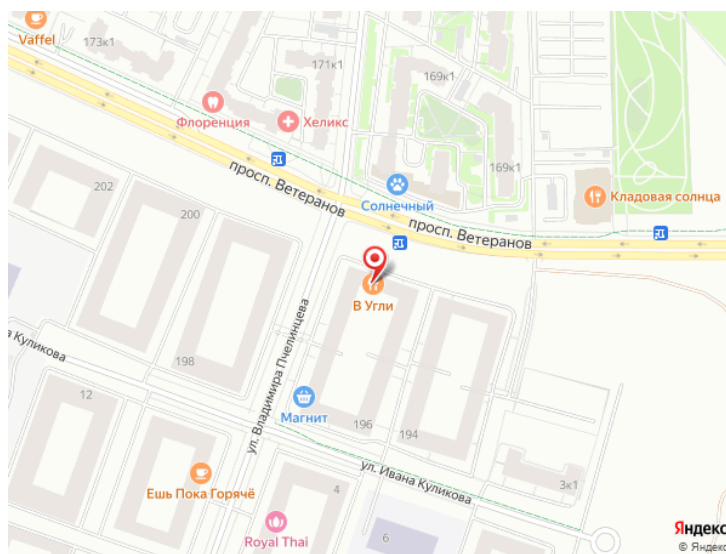 Vaffel
173к1
171к1
169к1
Флоренция
Хеликс
169к1
202
просп. Ветеранов
Солнечный
Кладовая солнца
200
просп. Ветеранов
В Угли
ул. Владимира Пчелинцева
а Куликова
198
12
Магнит
196
194
ул. Ивана Куликова
Ешь Пока Горячё
4
3к1
Royal Thai
6
Яндекс
© Яндекс